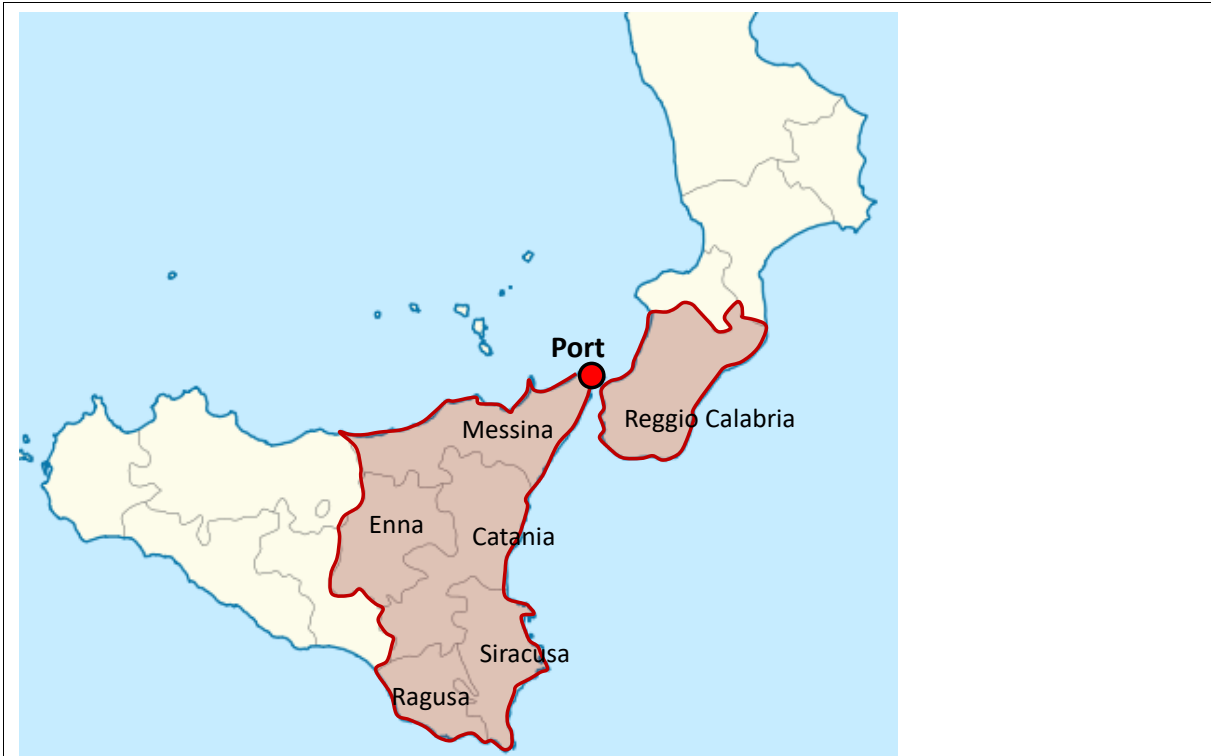 Port
Reggio Calabria
Messina
Enna
Catania
Siracusa
Ragusa